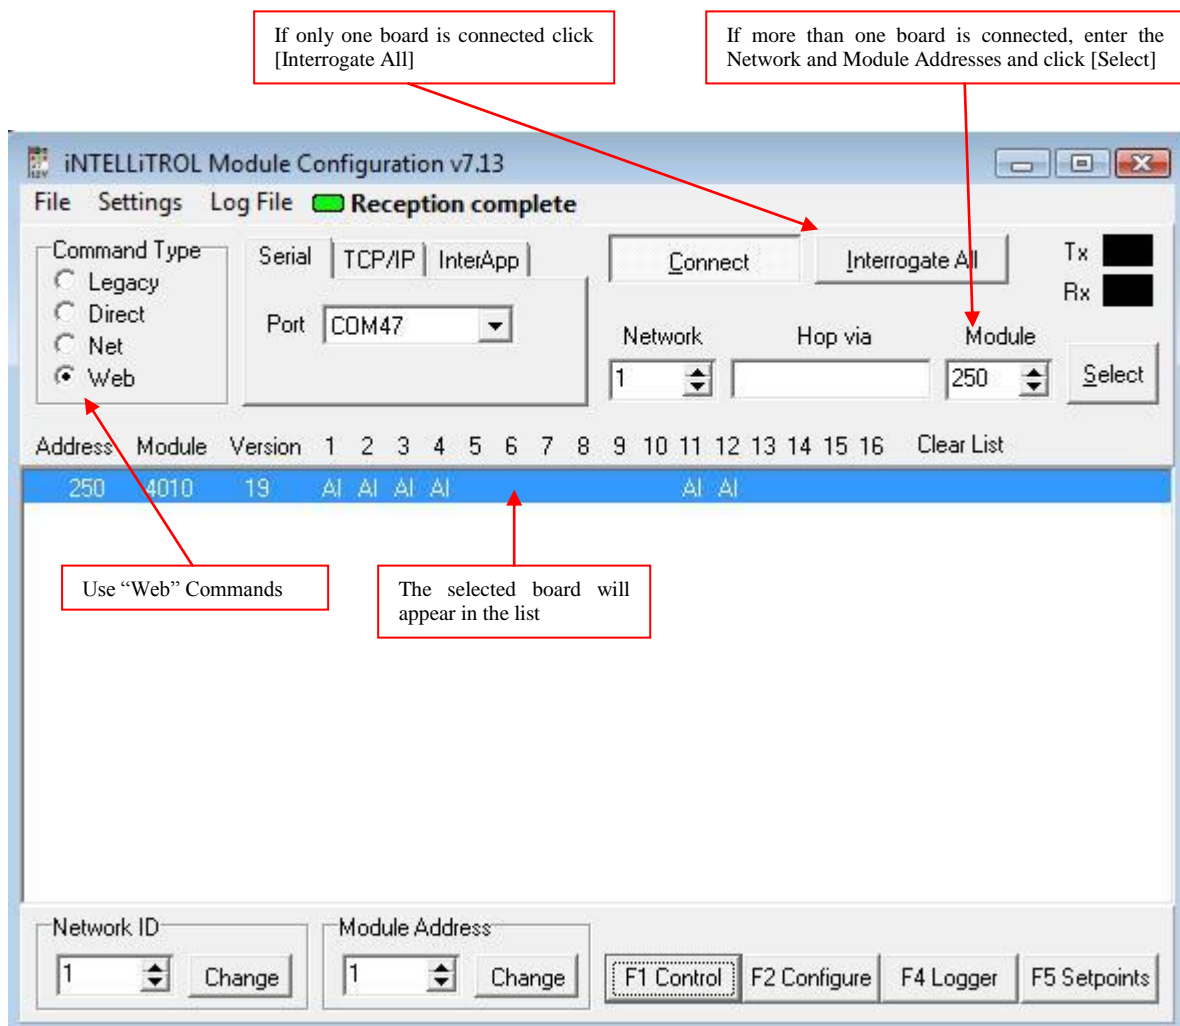 If only one board is connected click
[Interrogate All]
If more than one board is connected, enter the
Network and Module Addresses and click [Select]
iNTELLiTROL Module Configuration v7.13
File Settings Log File Reception complete
Command Type
Legacy
Direct
Net
Web
Serial TCP/IP InterApp
Port COM47
Connect Interrogate All
Tx
Rx
Network Hop via Module
1 250 Select
Address Module Version 1 2 3 4 5 6 7 8 9 10 11 12 13 14 15 16 Clear List
250 4010 19 AI AI AI AI AI AI
Use “Web” Commands
The selected board will
appear in the list
Network ID
1 Change
Module Address
1 Change
F1 Control F2 Configure F4 Logger F5 Setpoints